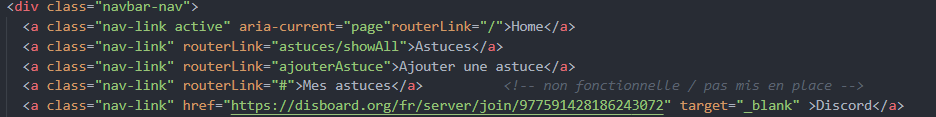 <div class="navbar-nav">
<a class="nav-link active" aria-current="page"routerLink="/">Home</a>
<a class="nav-link" routerLink="astuces/showAll">Astuces</a>
<a class="nav-link" routerLink="ajouterAstuce">Ajouter une astuce</a>
<a class="nav-link" routerLink="#">Mes astuces</a> <!-- non fonctionnelle / pas mis en place -->
<a class="nav-link" href="https://disboard.org/fr/server/join/977591428186243072" target="_blank" >Discord</a>